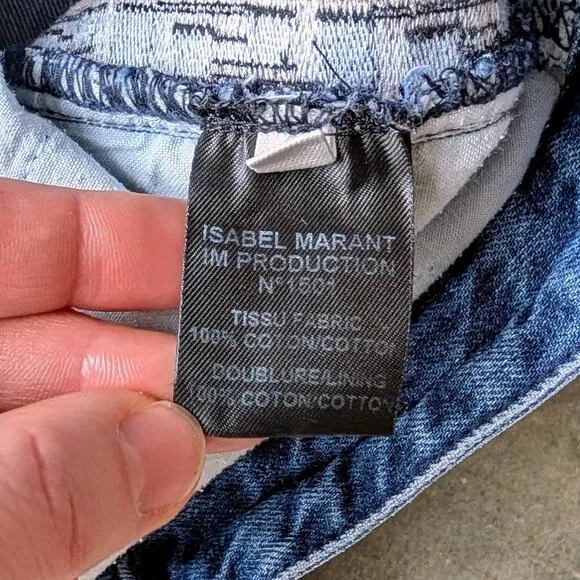 ISABEL MARANT
IM PRODUCTION
N°1501
TISSU/FABRIC
100% COTON/COTTON
DOUBLURE/LINING
100% COTON/COTTON